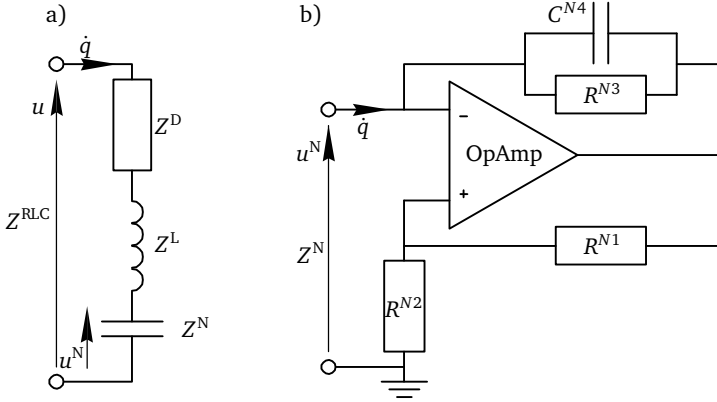 a)
q̇
u
Z^D
Z^RLC
Z^L
Z^N
u^N
b)
C^N4
R^N3
q̇
−
OpAmp
u^N
+
Z^N
R^N1
R^N2